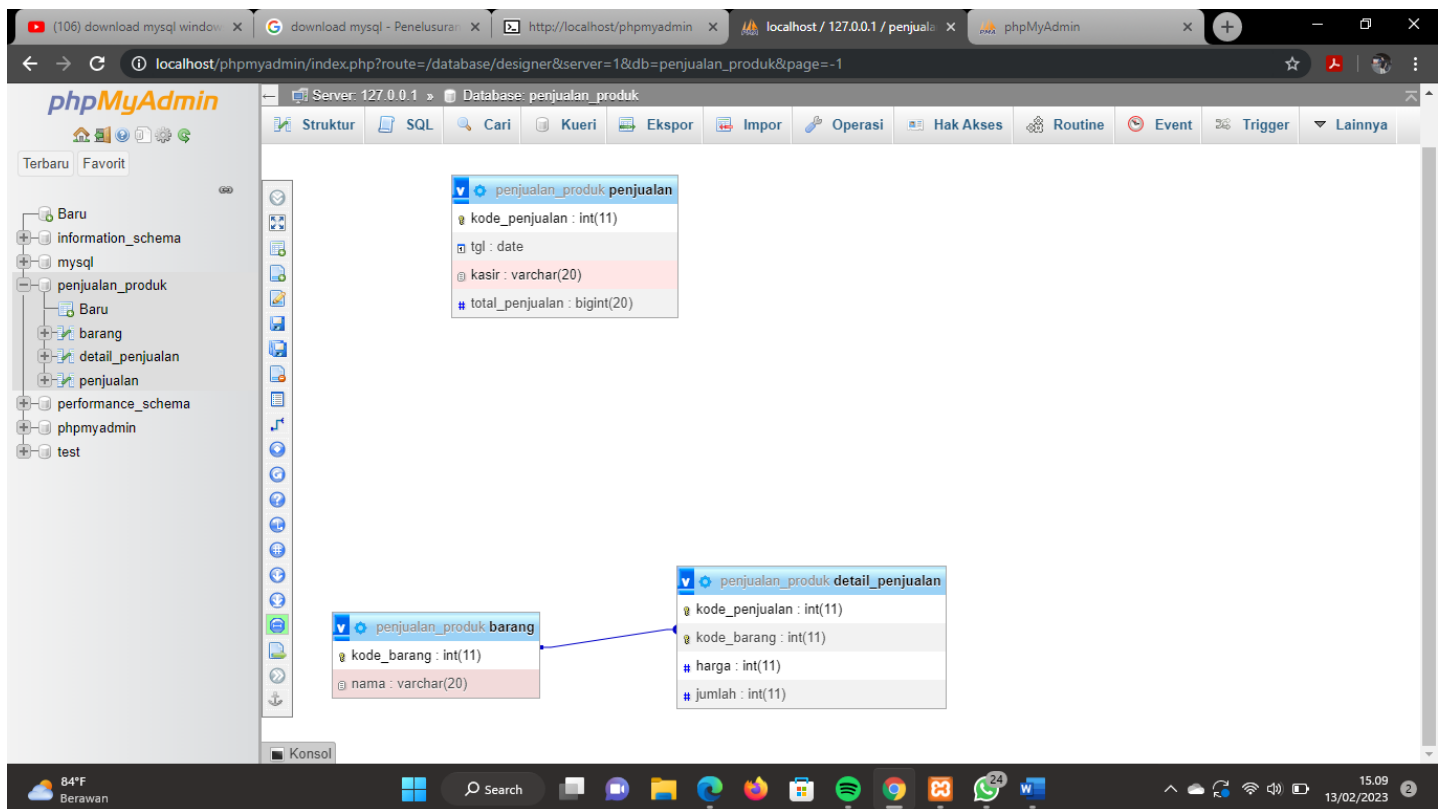 (106) download mysql window
download mysql - Penelusuran
http://localhost/phpmyadmin
localhost / 127.0.0.1 / penjuala
phpMyAdmin
localhost/phpmyadmin/index.php?route=/database/designer&server=1&db=penjualan_produk&page=-1
phpMyAdmin
Terbaru Favorit
Baru
information_schema
mysql
penjualan_produk
Baru
barang
detail_penjualan
penjualan
performance_schema
phpmyadmin
test
Server: 127.0.0.1 » Database: penjualan_produk
Struktur SQL Cari Kueri Ekspor Impor Operasi Hak Akses Routine Event Trigger Lainnya
v penjualan_produk penjualan
kode_penjualan : int(11)
tgl : date
kasir : varchar(20)
# total_penjualan : bigint(20)
v penjualan_produk detail_penjualan
kode_penjualan : int(11)
kode_barang : int(11)
# harga : int(11)
# jumlah : int(11)
v penjualan_produk barang
kode_barang : int(11)
nama : varchar(20)
Konsol
84°F
Berawan
Search
24
15.09
13/02/2023
2